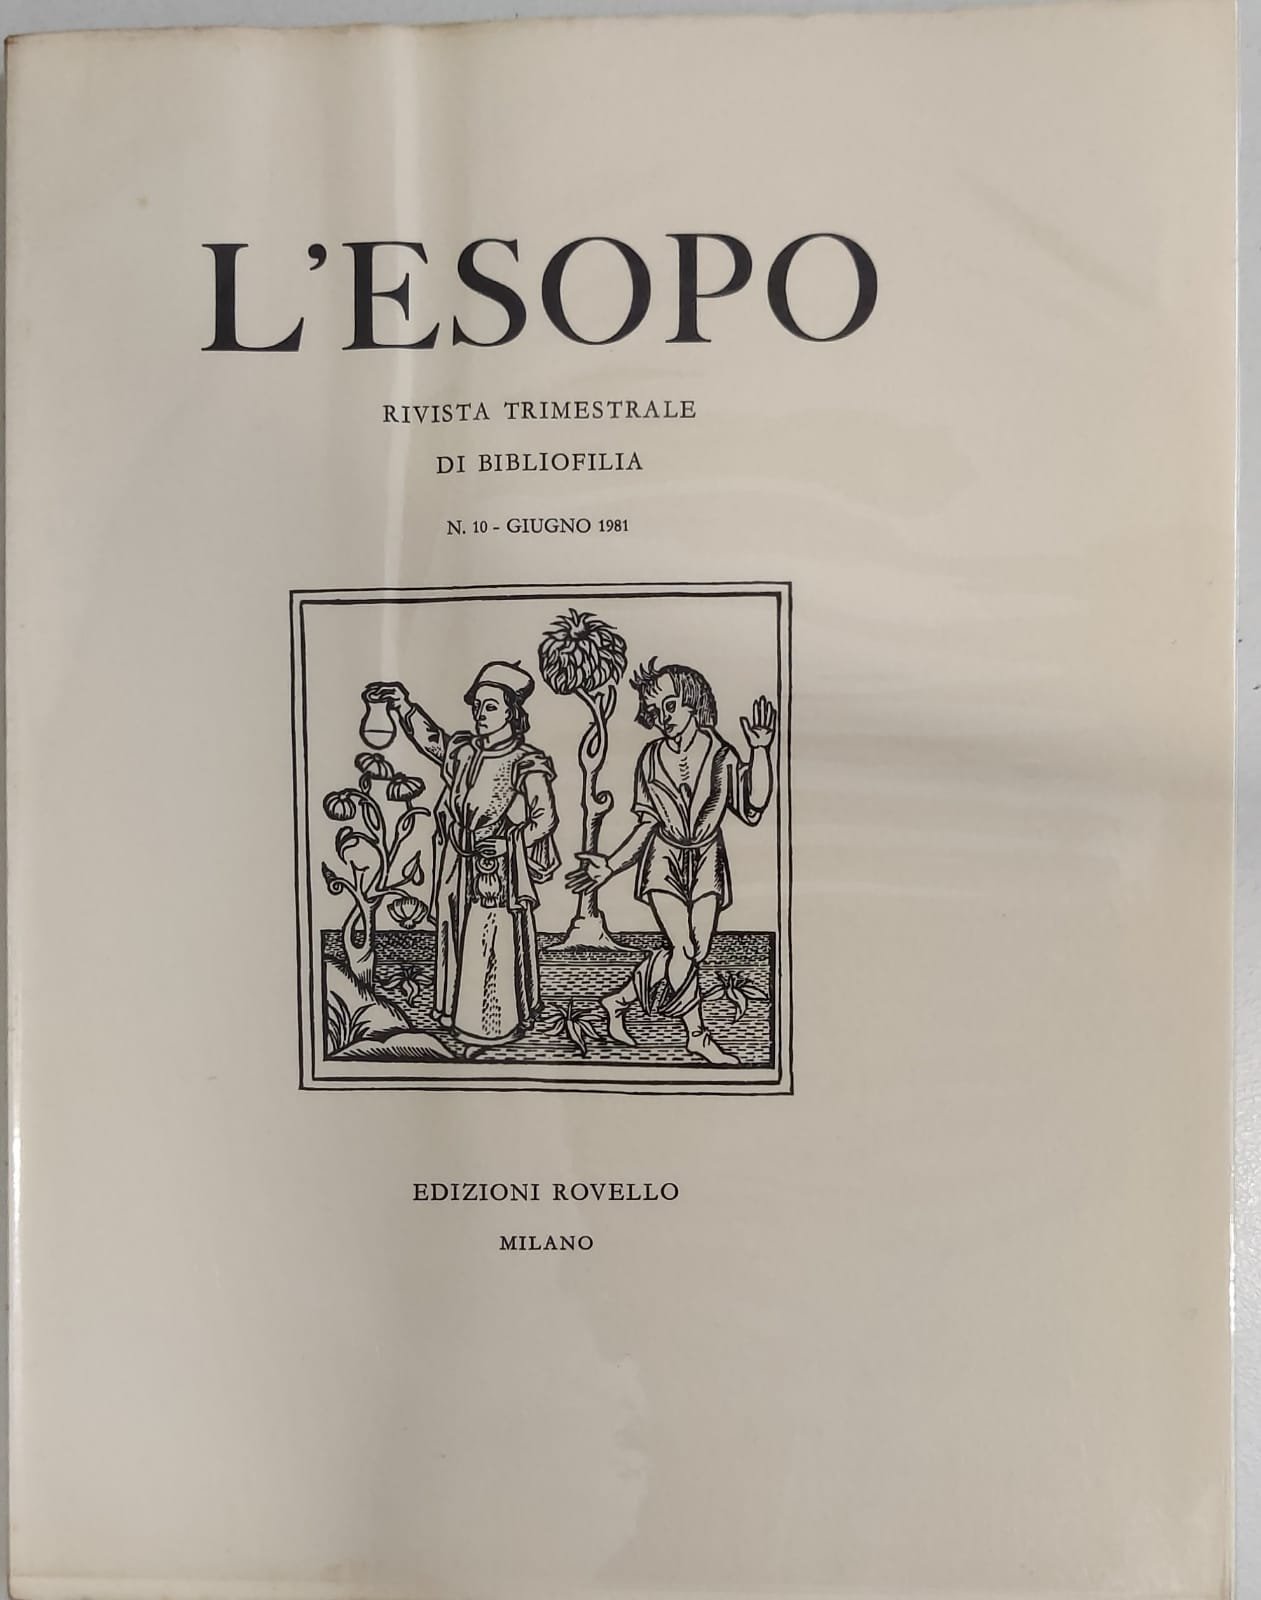 L'ESOPO
RIVISTA TRIMESTRALE
DI BIBLIOFILIA
N. 10 - GIUGNO 1981
EDIZIONI ROVELLO
MILANO